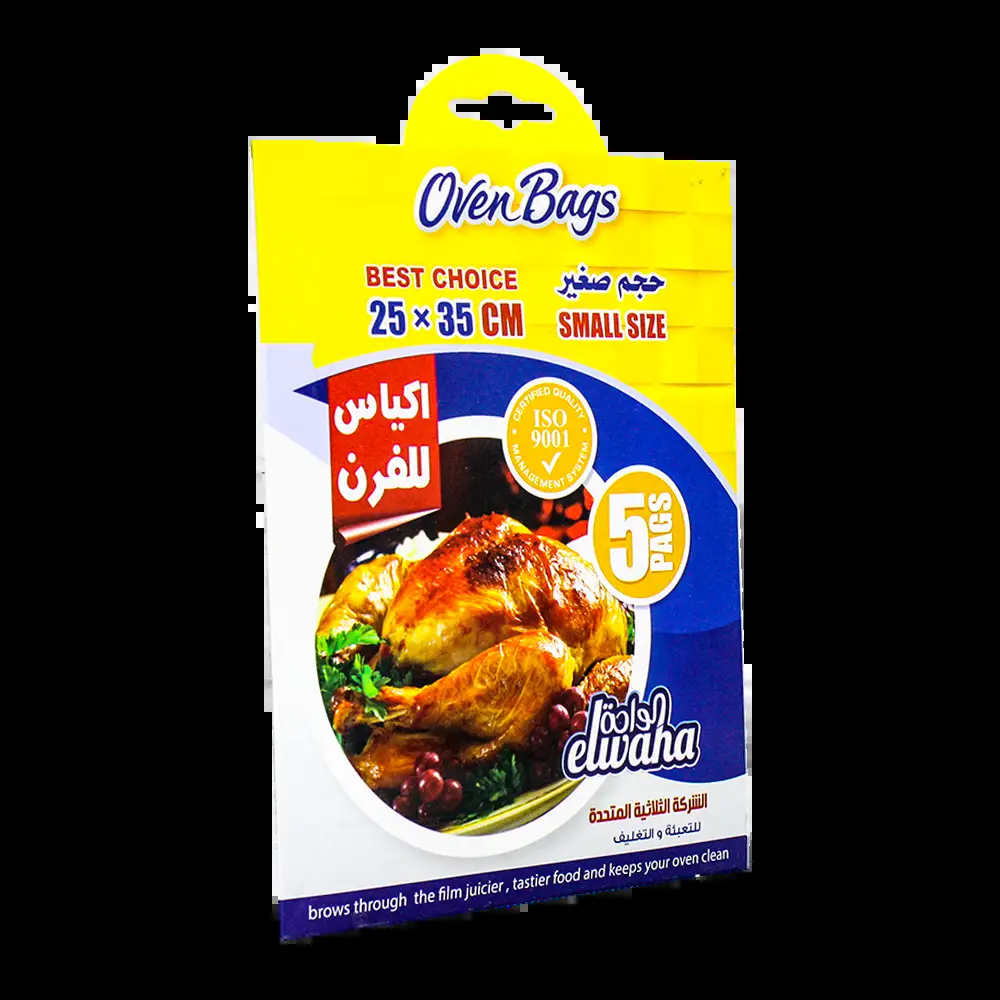 Oven Bags
BEST CHOICE
25 × 35 CM
حجم صغير
SMALL SIZE
اكياس
للفرن
CERTIFIED QUALITY
ISO
9001
MANAGEMENT SYSTEM
5
PAGS
الواحة
elwaha
الشركة الثلاثية المتحدة
للتعبئة و التغليف
brows through the film juicier , tastier food and keeps your oven clean